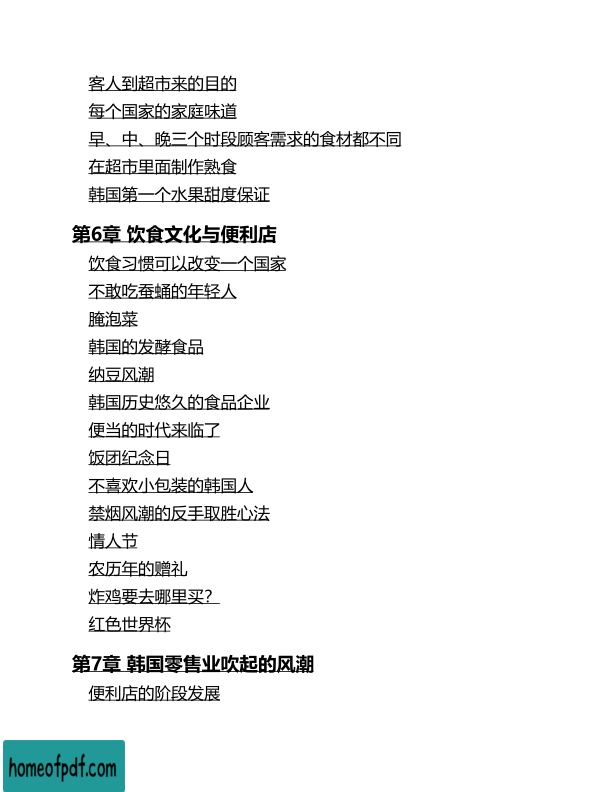 客人到超市来的目的
每个国家的家庭味道
早、中、晚三个时段顾客需求的食材都不同
在超市里面制作熟食
韩国第一个水果甜度保证
第6章 饮食文化与便利店
饮食习惯可以改变一个国家
不敢吃蚕蛹的年轻人
腌泡菜
韩国的发酵食品
纳豆风潮
韩国历史悠久的食品企业
便当的时代来临了
饭团纪念日
不喜欢小包装的韩国人
禁烟风潮的反手取胜心法
情人节
农历年的赠礼
炸鸡要去哪里买？
红色世界杯
第7章 韩国零售业吹起的风潮
便利店的阶段发展
homeofpdf.com